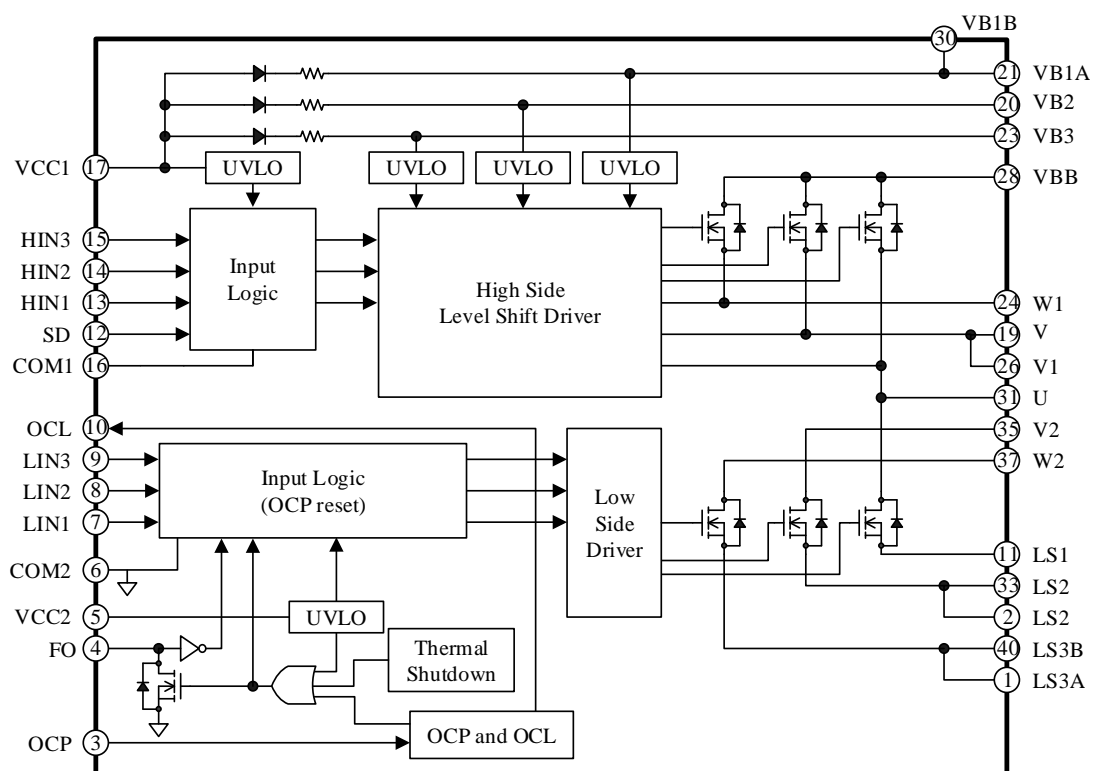 VB1B
30
21 VB1A
20 VB2
23 VB3
VCC1 17
UVLO
UVLO
UVLO
UVLO
28 VBB
HIN3 15
HIN2 14
HIN1 13
SD 12
COM1 16
Input
Logic
High Side
Level Shift Driver
24 W1
19 V
26 V1
31 U
35 V2
37 W2
OCL 10
LIN3 9
LIN2 8
LIN1 7
COM2 6
VCC2 5
FO 4
OCP 3
Input Logic
(OCP reset)
Low
Side
Driver
UVLO
Thermal
Shutdown
OCP and OCL
11 LS1
33 LS2
2 LS2
40 LS3B
1 LS3A